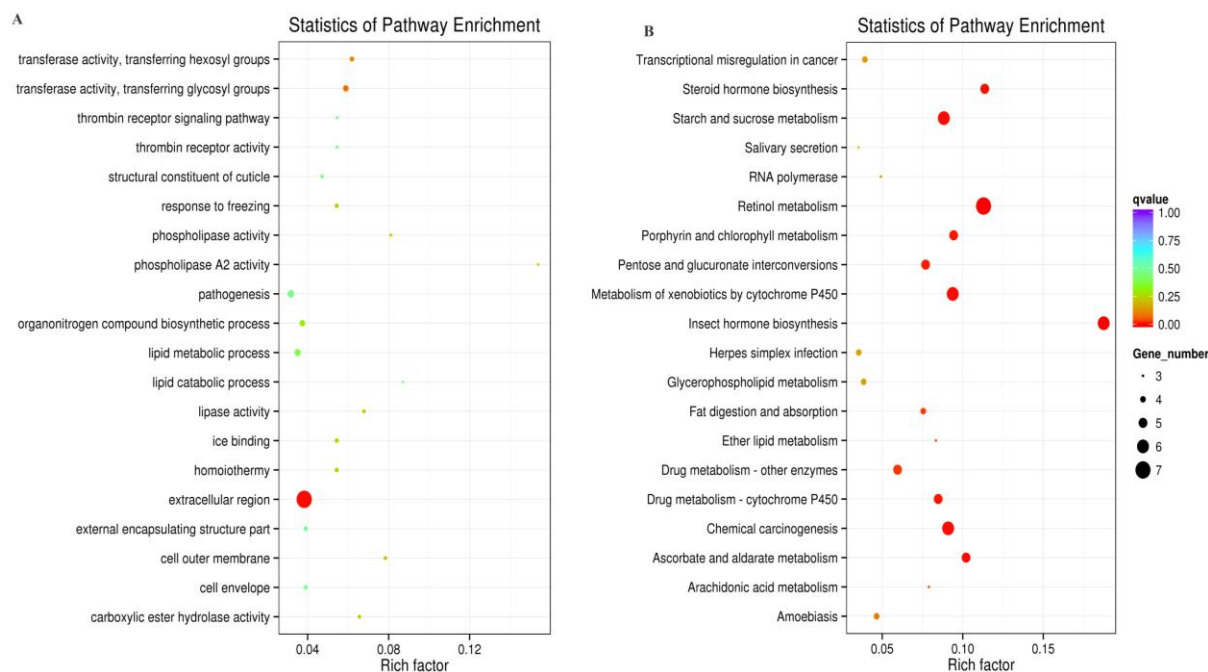 A
Statistics of Pathway Enrichment
transferase activity, transferring hexosyl groups
transferase activity, transferring glycosyl groups
thrombin receptor signaling pathway
thrombin receptor activity
structural constituent of cuticle
response to freezing
phospholipase activity
phospholipase A2 activity
pathogenesis
organonitrogen compound biosynthetic process
lipid metabolic process
lipid catabolic process
lipase activity
ice binding
homoiothermy
extracellular region
external encapsulating structure part
cell outer membrane
cell envelope
carboxylic ester hydrolase activity
0.04 0.08 0.12
Rich factor
B
Statistics of Pathway Enrichment
Transcriptional misregulation in cancer
Steroid hormone biosynthesis
Starch and sucrose metabolism
Salivary secretion
RNA polymerase
Retinol metabolism
Porphyrin and chlorophyll metabolism
Pentose and glucuronate interconversions
Metabolism of xenobiotics by cytochrome P450
Insect hormone biosynthesis
Herpes simplex infection
Glycerophospholipid metabolism
Fat digestion and absorption
Ether lipid metabolism
Drug metabolism - other enzymes
Drug metabolism - cytochrome P450
Chemical carcinogenesis
Ascorbate and aldarate metabolism
Arachidonic acid metabolism
Amoebiasis
0.05 0.10 0.15
Rich factor
qvalue
1.00
0.75
0.50
0.25
0.00
Gene_number
3
4
5
6
7